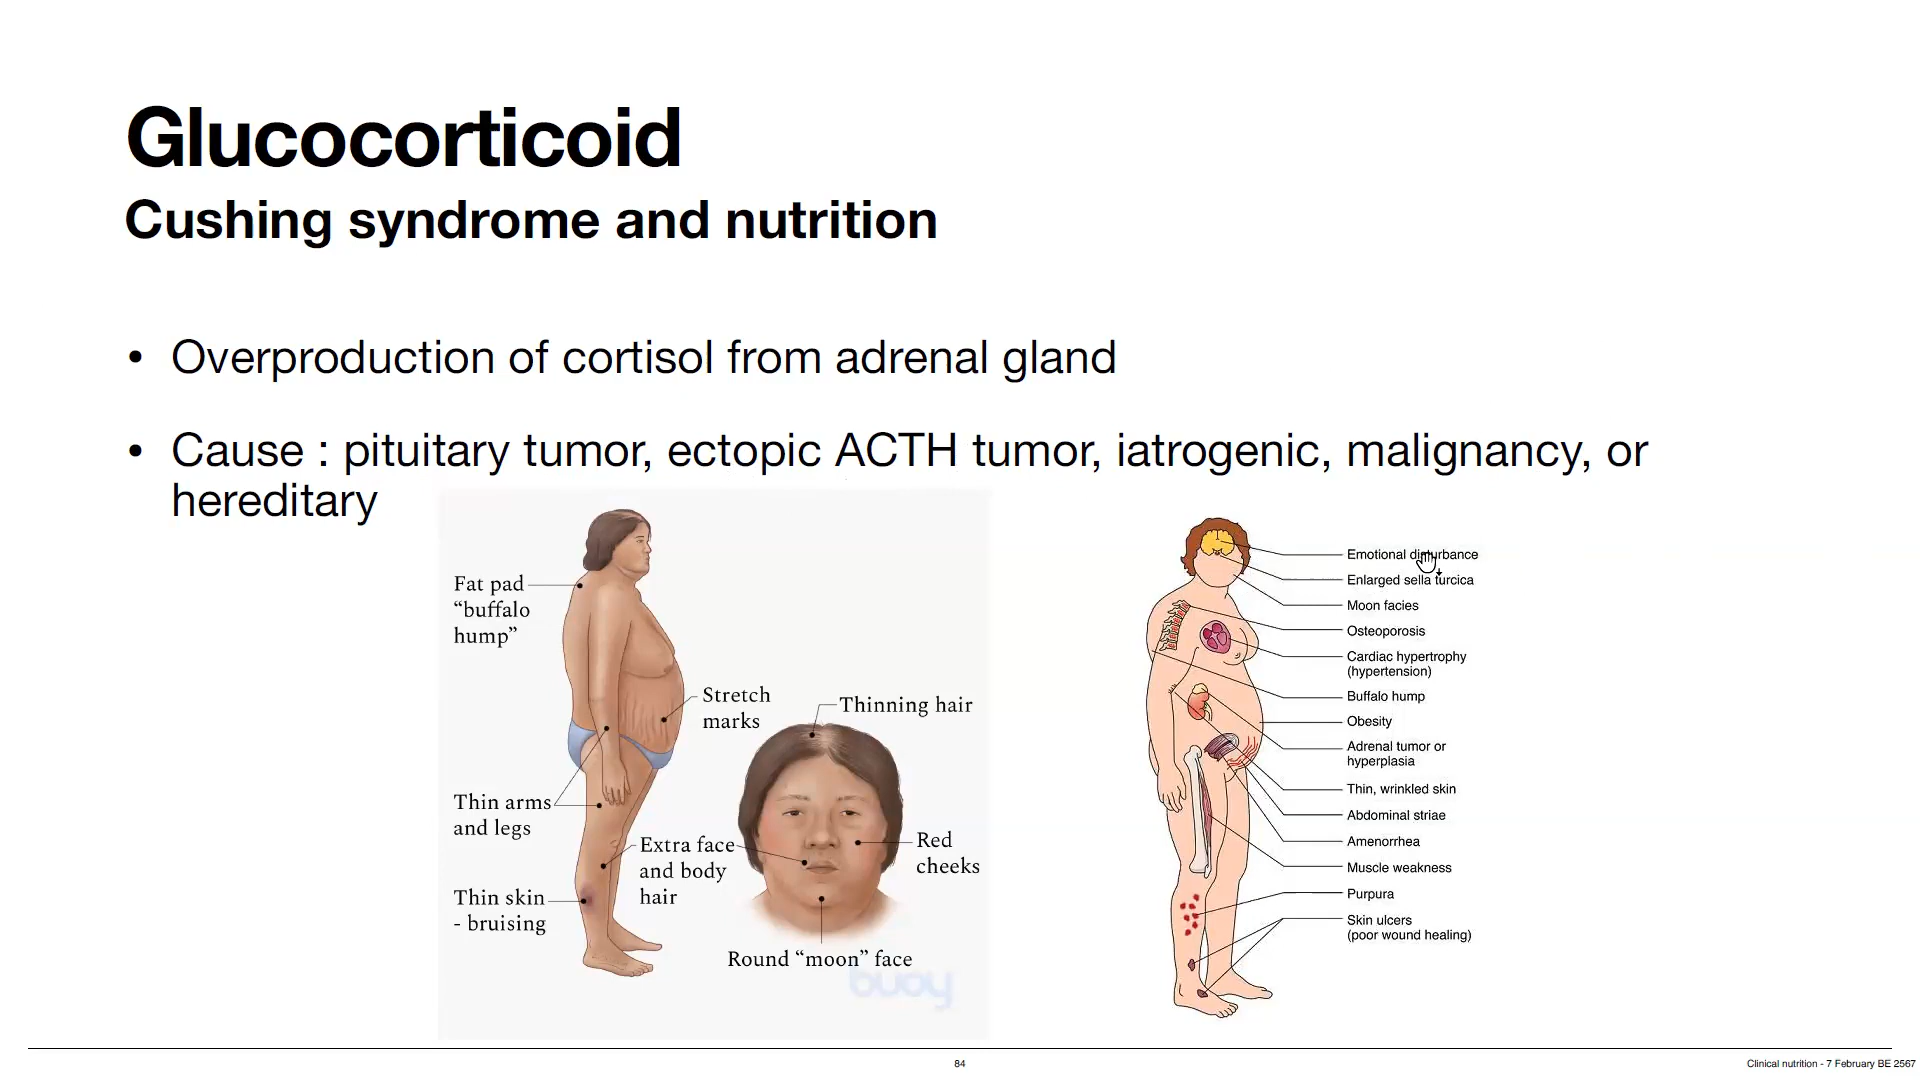 Glucocorticoid
Cushing syndrome and nutrition
• Overproduction of cortisol from adrenal gland
• Cause : pituitary tumor, ectopic ACTH tumor, iatrogenic, malignancy, or
hereditary
Fat pad
“buffalo
hump”
Stretch
marks
Thinning hair
Thin arms
and legs
Extra face
and body
hair
Red
cheeks
Thin skin
- bruising
Round “moon” face
buoy
Emotional disturbance
Enlarged sella turcica
Moon facies
Osteoporosis
Cardiac hypertrophy
(hypertension)
Buffalo hump
Obesity
Adrenal tumor or
hyperplasia
Thin, wrinkled skin
Abdominal striae
Amenorrhea
Muscle weakness
Purpura
Skin ulcers
(poor wound healing)
84
Clinical nutrition - 7 February BE 2567